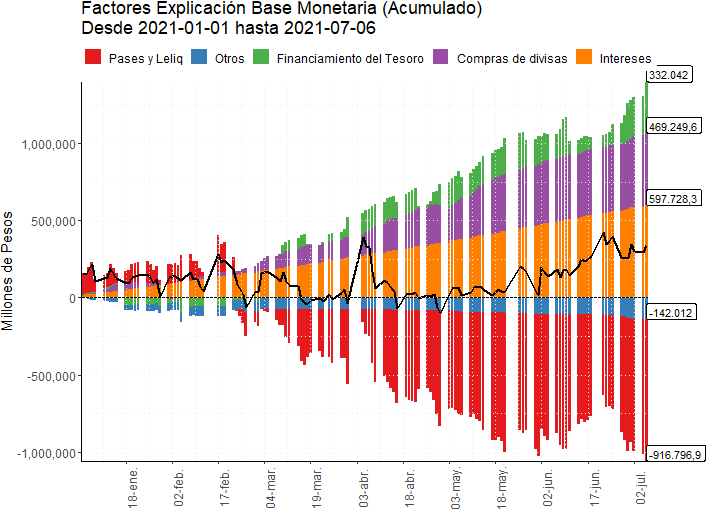 Factores Explicación Base Monetaria (Acumulado)
Desde 2021-01-01 hasta 2021-07-06
Pases y Leliq Otros Financiamiento del Tesoro Compras de divisas Intereses
332.042
469.249,6
597.728,3
-142.012
-916.796,9
Millones de Pesos
1,000,000
500,000
0
-500,000
-1,000,000
18-ene.
02-feb.
17-feb.
04-mar.
19-mar.
03-abr.
18-abr.
03-may.
18-may.
02-jun.
17-jun.
02-jul.